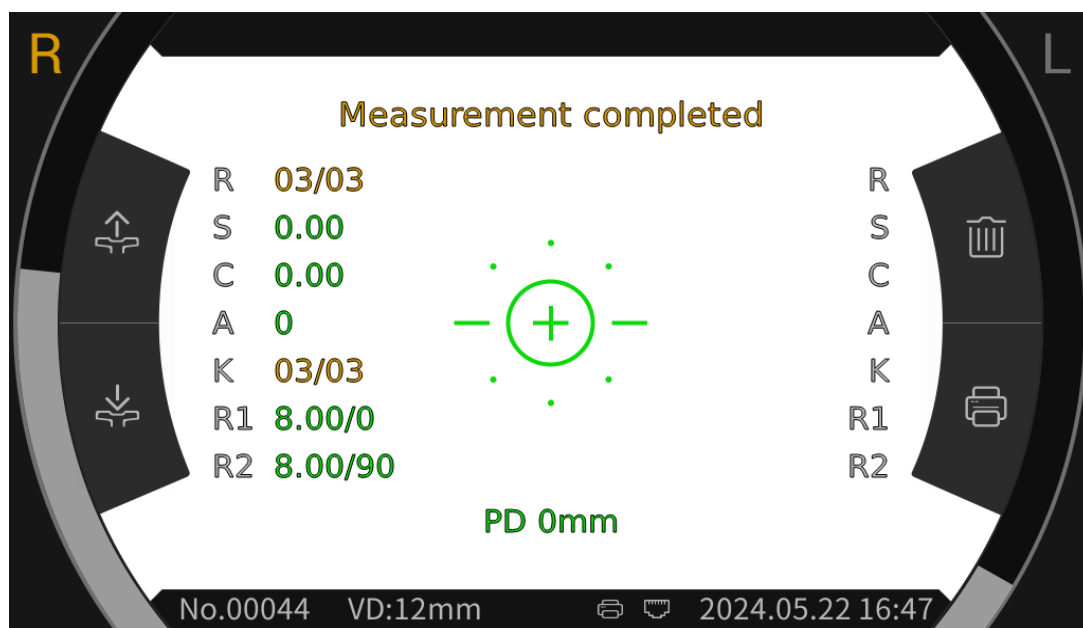 R L
Measurement completed
R 03/03 R
S 0.00 S
C 0.00 C
A 0 A
K 03/03 K
R1 8.00/0 R1
R2 8.00/90 R2
PD 0mm
No.00044 VD:12mm 2024.05.22 16:47